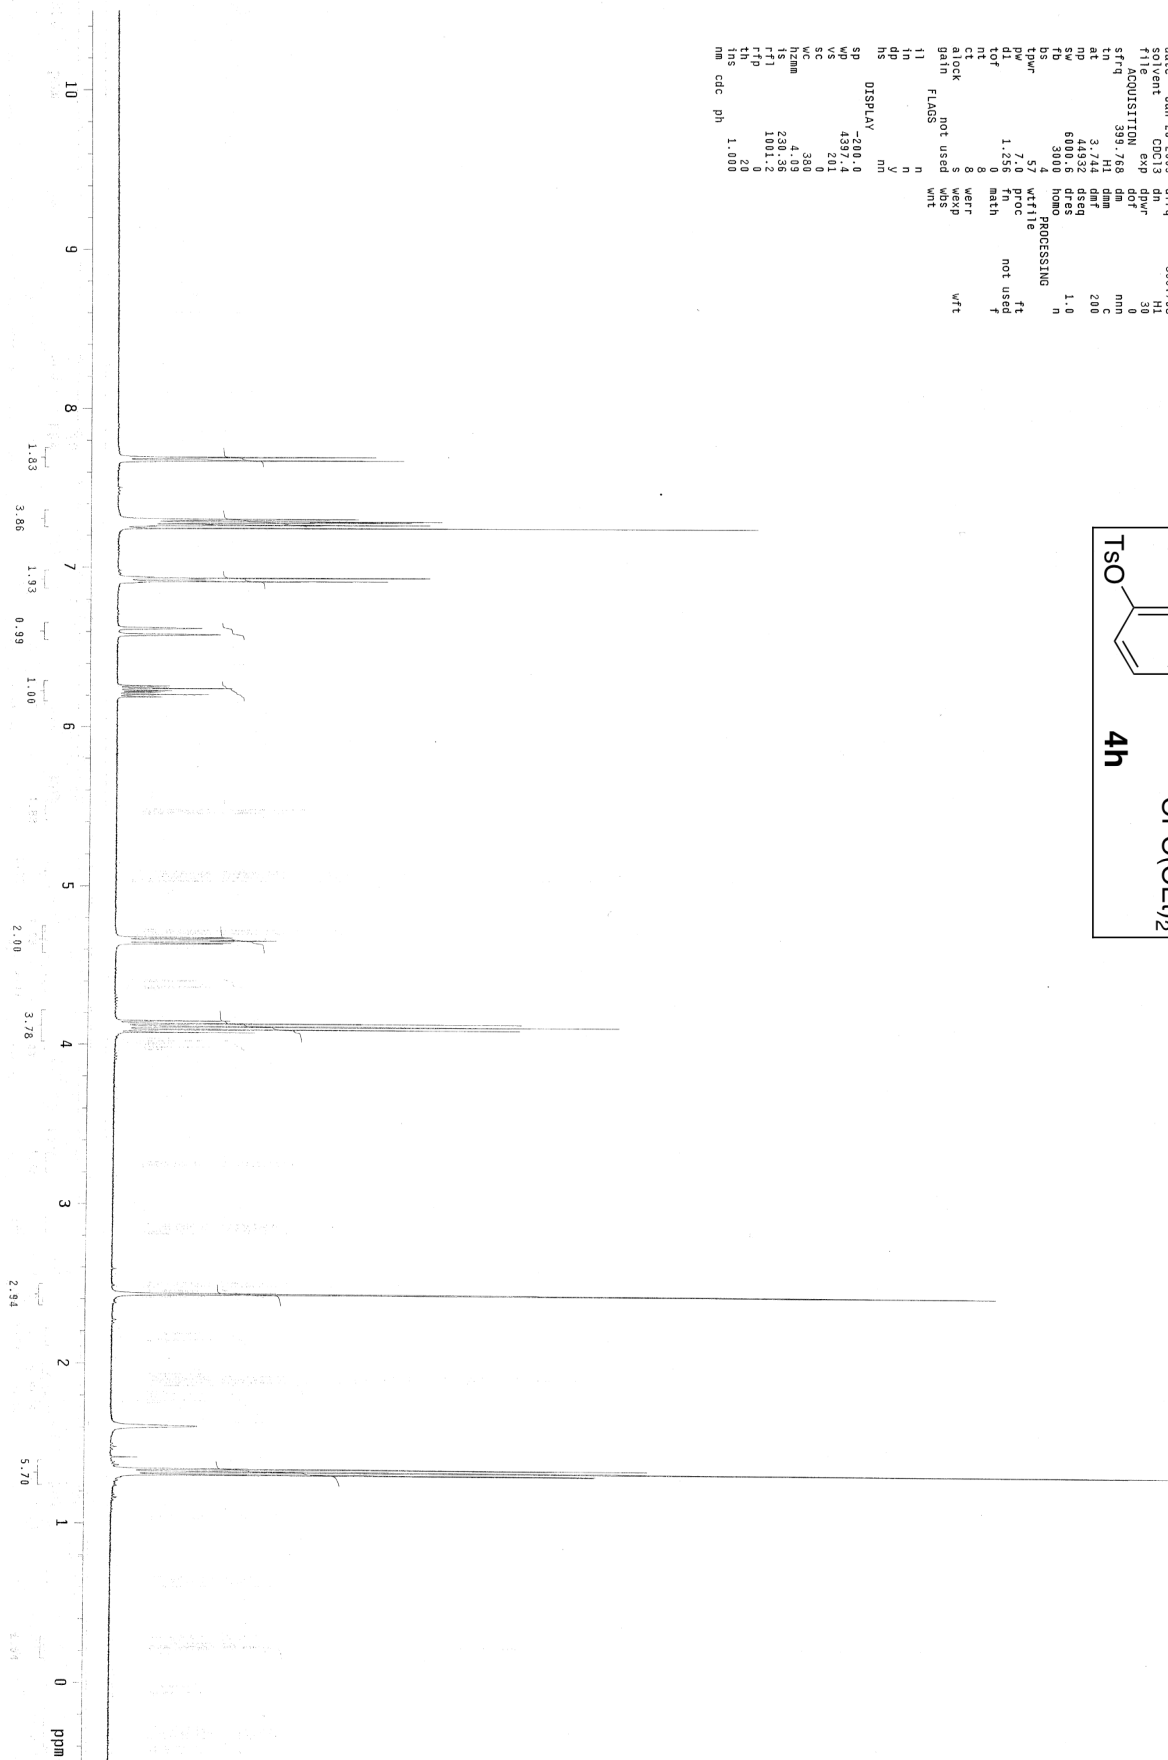 solvent CDCl3 dn H1
file exp dpwr 30
ACQUISITION dof 0
sfrq 399.768 dm nnn
tn H1 dmm c
at 3.744 dmf 200
np 44932 dseq
sw 6000.6 dres 1.0
fb 3000 homo n
bs 4 PROCESSING
tpwr 57 wtfile
pw 7.0 proc ft
d1 1.256 fn not used
tof 0 math f
nt 8
ct 8 werr
alock s wexp wft
gain not used wbs
FLAGS wnt
il n
in n
dp y
hs nn
DISPLAY
sp -200.0
wp 4397.4
vs 201
sc 0
wc 380
hzmm 4.09
is 230.36
rfl 1001.2
rfp 0
th 20
ins 1.000
nm cdc ph
TsO
4h
10 9 8 7 6 5 4 3 2 1 0 ppm
1.83 3.86 1.93 0.99 1.00 2.00 3.78 2.94 5.70